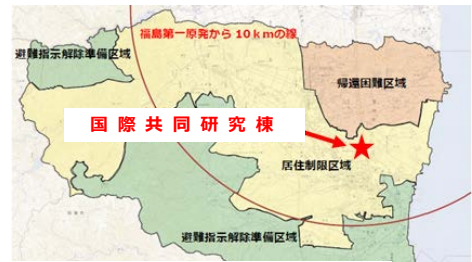 福島第一原発から10kmの線
避難指示解除準備区域
帰還困難区域
国際共同研究棟
居住制限区域
避難指示解除準備区域